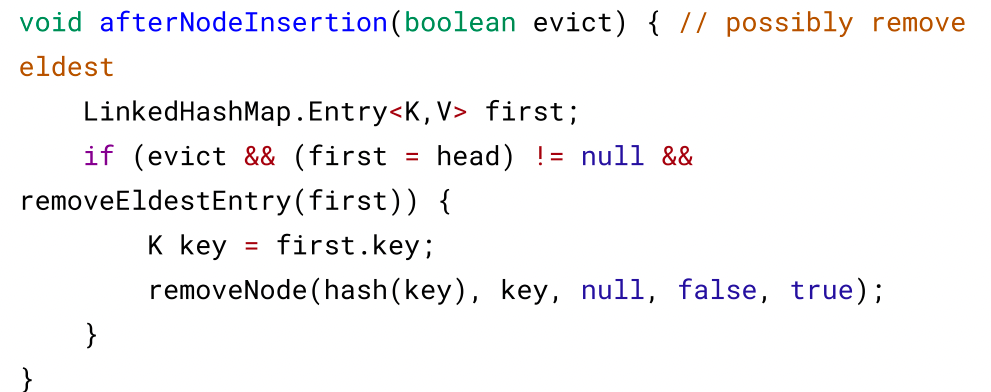 void afterNodeInsertion(boolean evict) { // possibly remove
eldest
    LinkedHashMap.Entry<K,V> first;
    if (evict && (first = head) != null &&
removeEldestEntry(first)) {
        K key = first.key;
        removeNode(hash(key), key, null, false, true);
    }
}